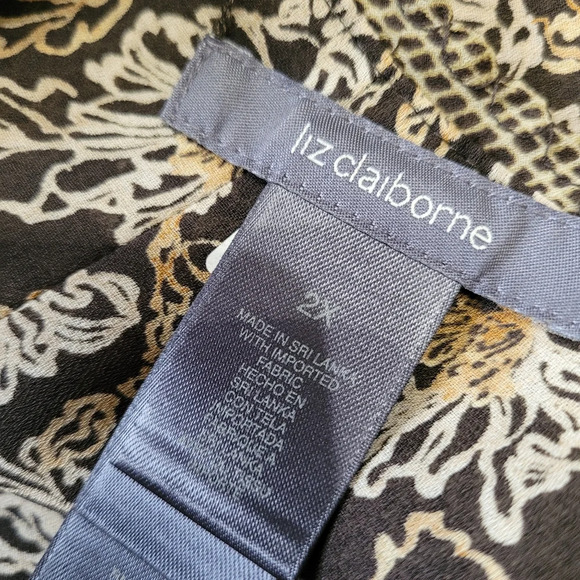 liz claiborne
2X
MADE IN
SRI LANKA
WITH IMPORTED
FABRIC
HECHO EN
SRI LANKA
CON TELA
IMPORTADA